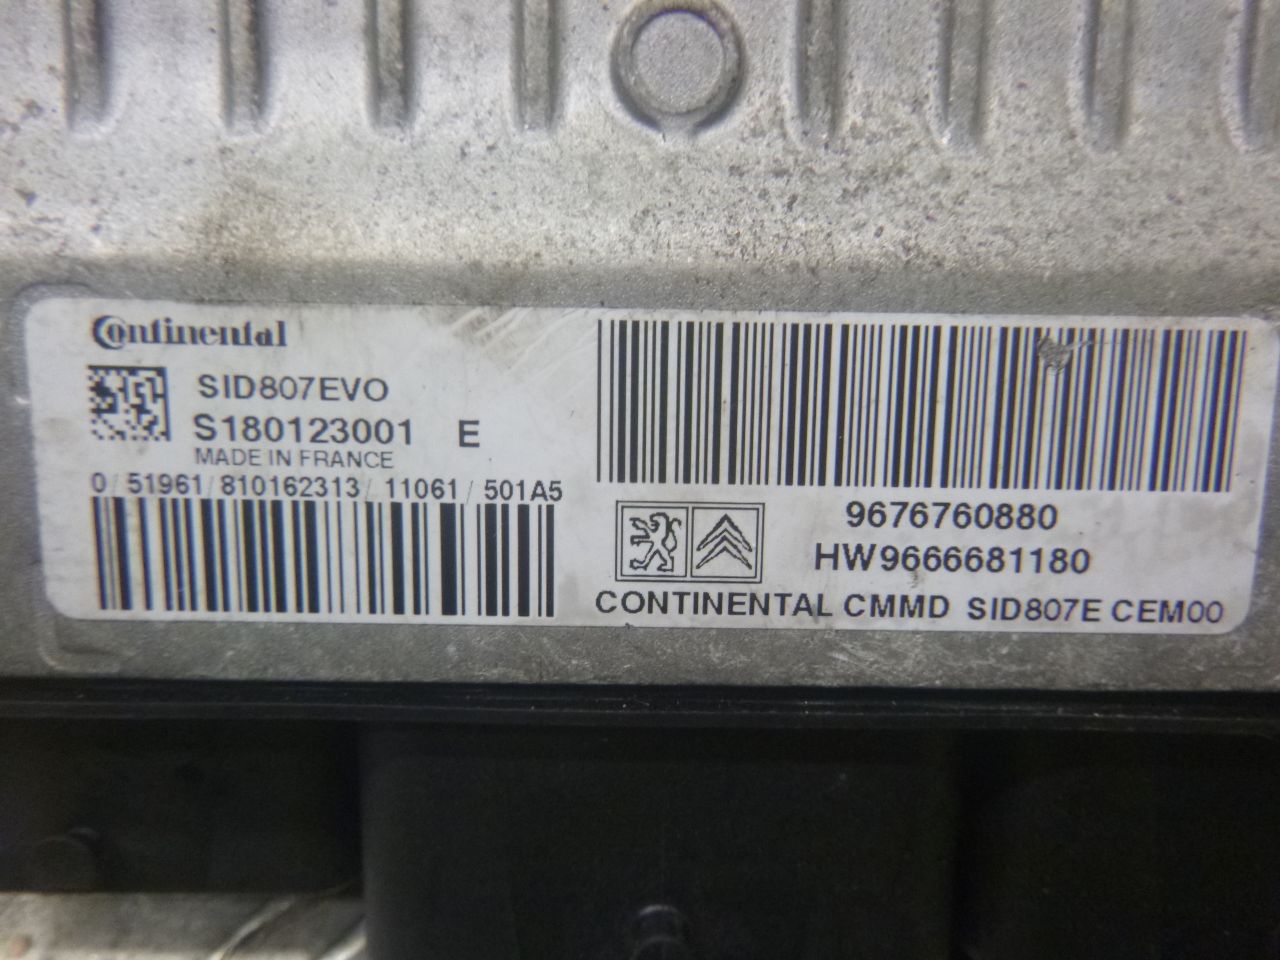 Continental
SID807EVO
S180123001 E
MADE IN FRANCE
0/51961/810162313/11061/501A5
9676760880
HW9666681180
CONTINENTAL CMMD SID807E CEM00